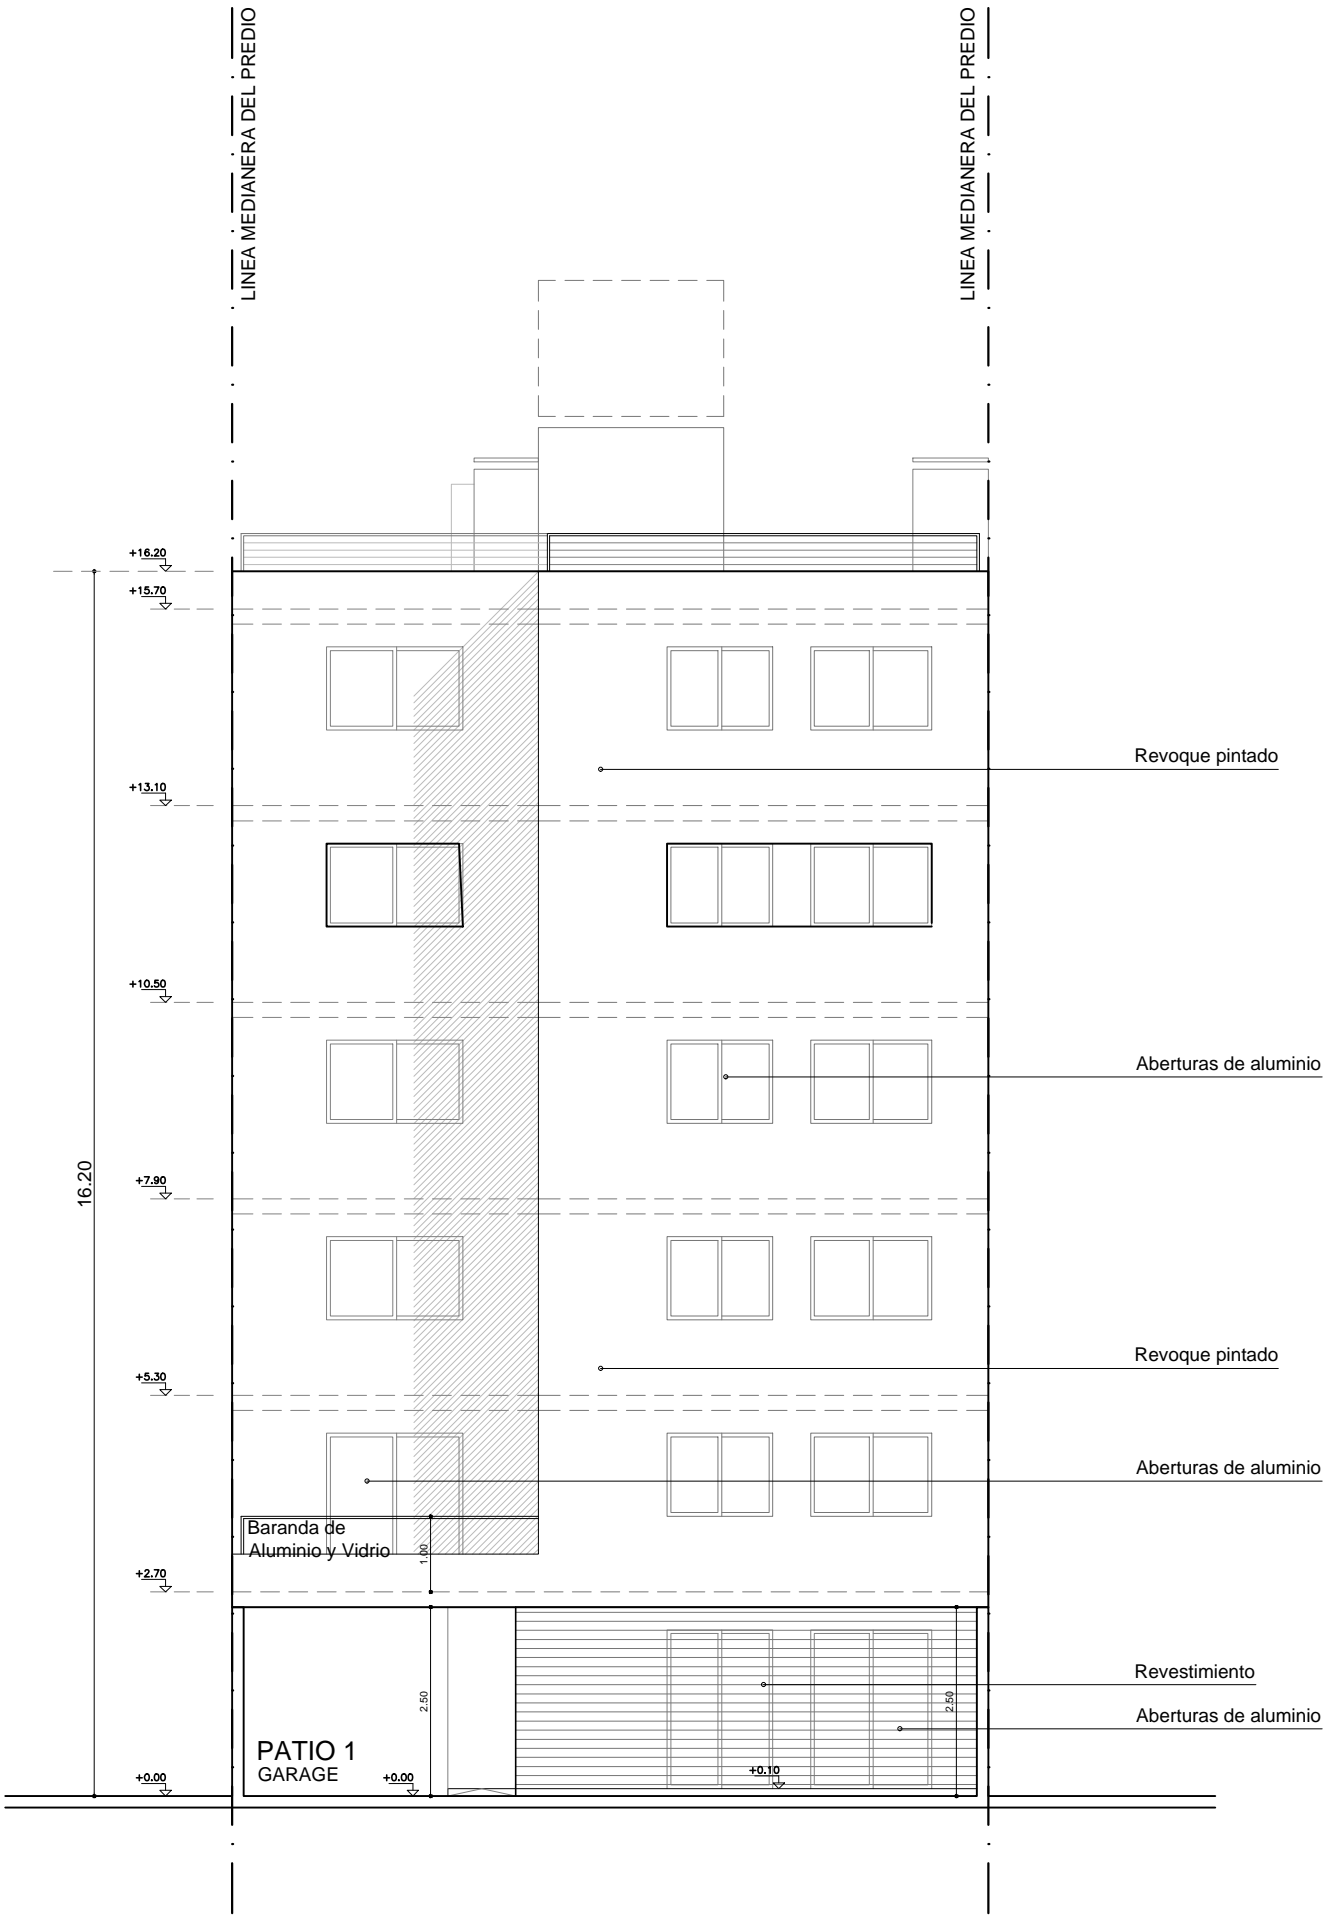 LINEA MEDIANERA DEL PREDIO
LINEA MEDIANERA DEL PREDIO
+16.20
+15.70
Revoque pintado
+13.10
+10.50
Aberturas de aluminio
16.20
+7.90
Revoque pintado
+5.30
Aberturas de aluminio
Baranda de
Aluminio y Vidrio
1.00
+2.70
Revestimiento
2.50
2.50
Aberturas de aluminio
PATIO 1
GARAGE
+0.00
+0.00
+0.10